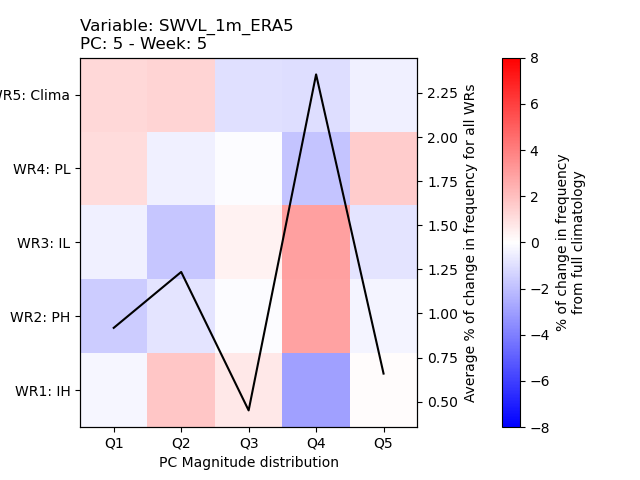 Variable: SWVL_1m_ERA5
PC: 5 - Week: 5
WR5: Clima
WR4: PL
WR3: IL
WR2: PH
WR1: IH
Q1 Q2 Q3 Q4 Q5
PC Magnitude distribution
2.25
2.00
1.75
1.50
1.25
1.00
0.75
0.50
Average % of change in frequency for all WRs
8
6
4
2
0
−2
−4
−6
−8
% of change in frequency
from full climatology